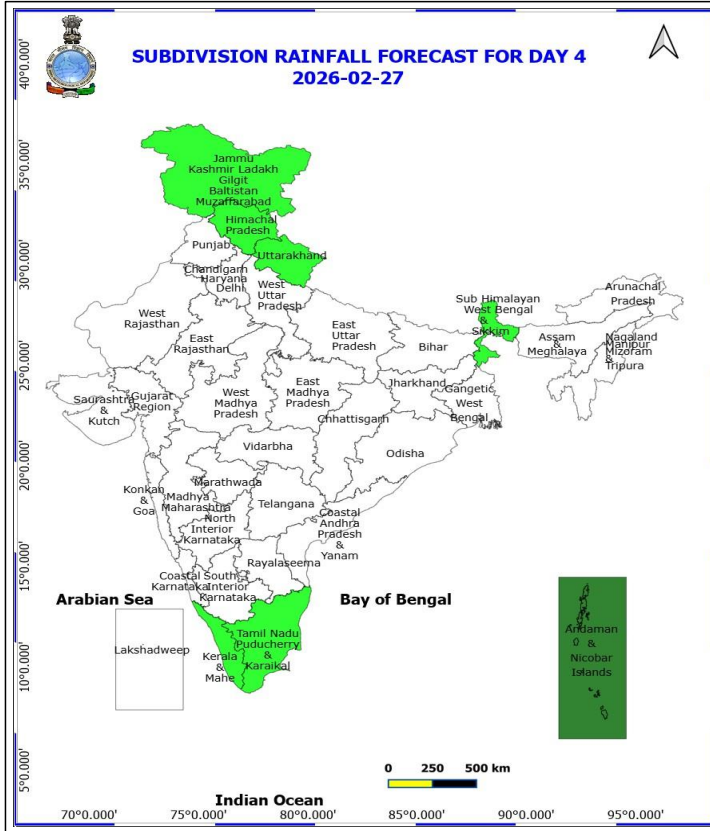 SUBDIVISION RAINFALL FORECAST FOR DAY 4
2026-02-27
40°0.000'
35°0.000'
30°0.000'
25°0.000'
20°0.000'
15°0.000'
10°0.000'
5°0.000'
Jammu
Kashmir Ladakh
Gilgit
Baltistan
Muzaffarabad
Himachal
Pradesh
Punjab
Uttarakhand
Chandigarh
Haryana
Delhi
West
Uttar
Pradesh
West
Rajasthan
East
Rajasthan
East
Uttar
Pradesh
Bihar
Sub Himalayan
West Bengal
&
Sikkim
Arunachal
Pradesh
Assam
&
Meghalaya
Nagaland
Manipur
Mizoram
&
Tripura
Saurashtra
&
Kutch
Gujarat
Region
West
Madhya
Pradesh
East
Madhya
Pradesh
Jharkhand
Gangetic
West
Bengal
Chhattisgarh
Vidarbha
Odisha
Konkan
&
Goa
Madhya
Maharashtra
Marathwada
Telangana
North
Interior
Karnataka
Coastal
Andhra
Pradesh
&
Yanam
Rayalaseema
Coastal
Karnataka
South
Interior
Karnataka
Arabian Sea
Bay of Bengal
Lakshadweep
Kerala
&
Mahe
Tamil Nadu
Puducherry
&
Karaikal
Andaman
&
Nicobar
Islands
0 250 500 km
Indian Ocean
70°0.000' 75°0.000' 80°0.000' 85°0.000' 90°0.000' 95°0.000'